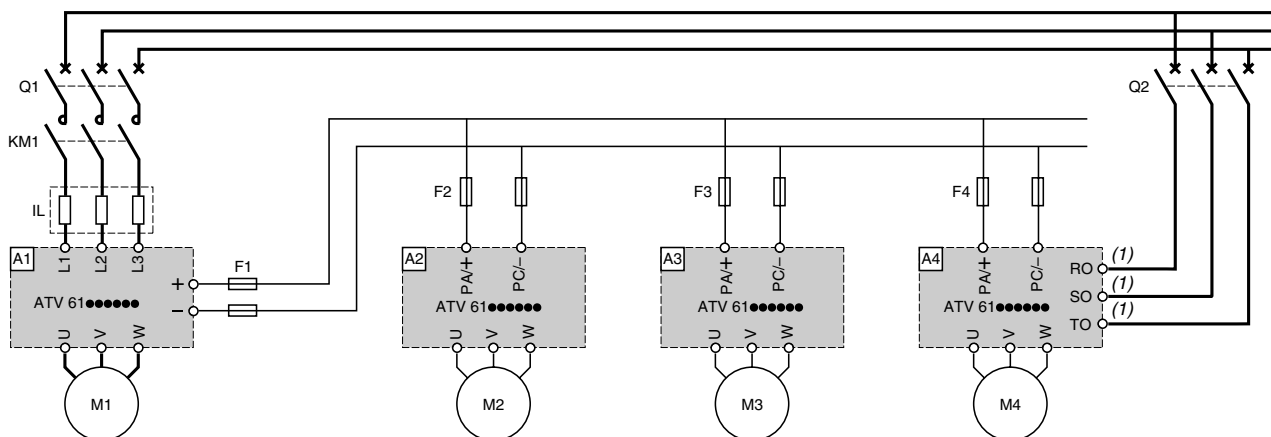 Q1
Q2
KM1
F2
F3
F4
IL
A1
L1 L2 L3
F1
+
–
ATV 61●●●●●●
U V W
M1
A2
PA/+ PC/–
ATV 61●●●●●●
U V W
M2
A3
PA/+ PC/–
ATV 61●●●●●●
U V W
M3
A4
PA/+ PC/–
ATV 61●●●●●●
RO (1)
SO (1)
TO (1)
U V W
M4